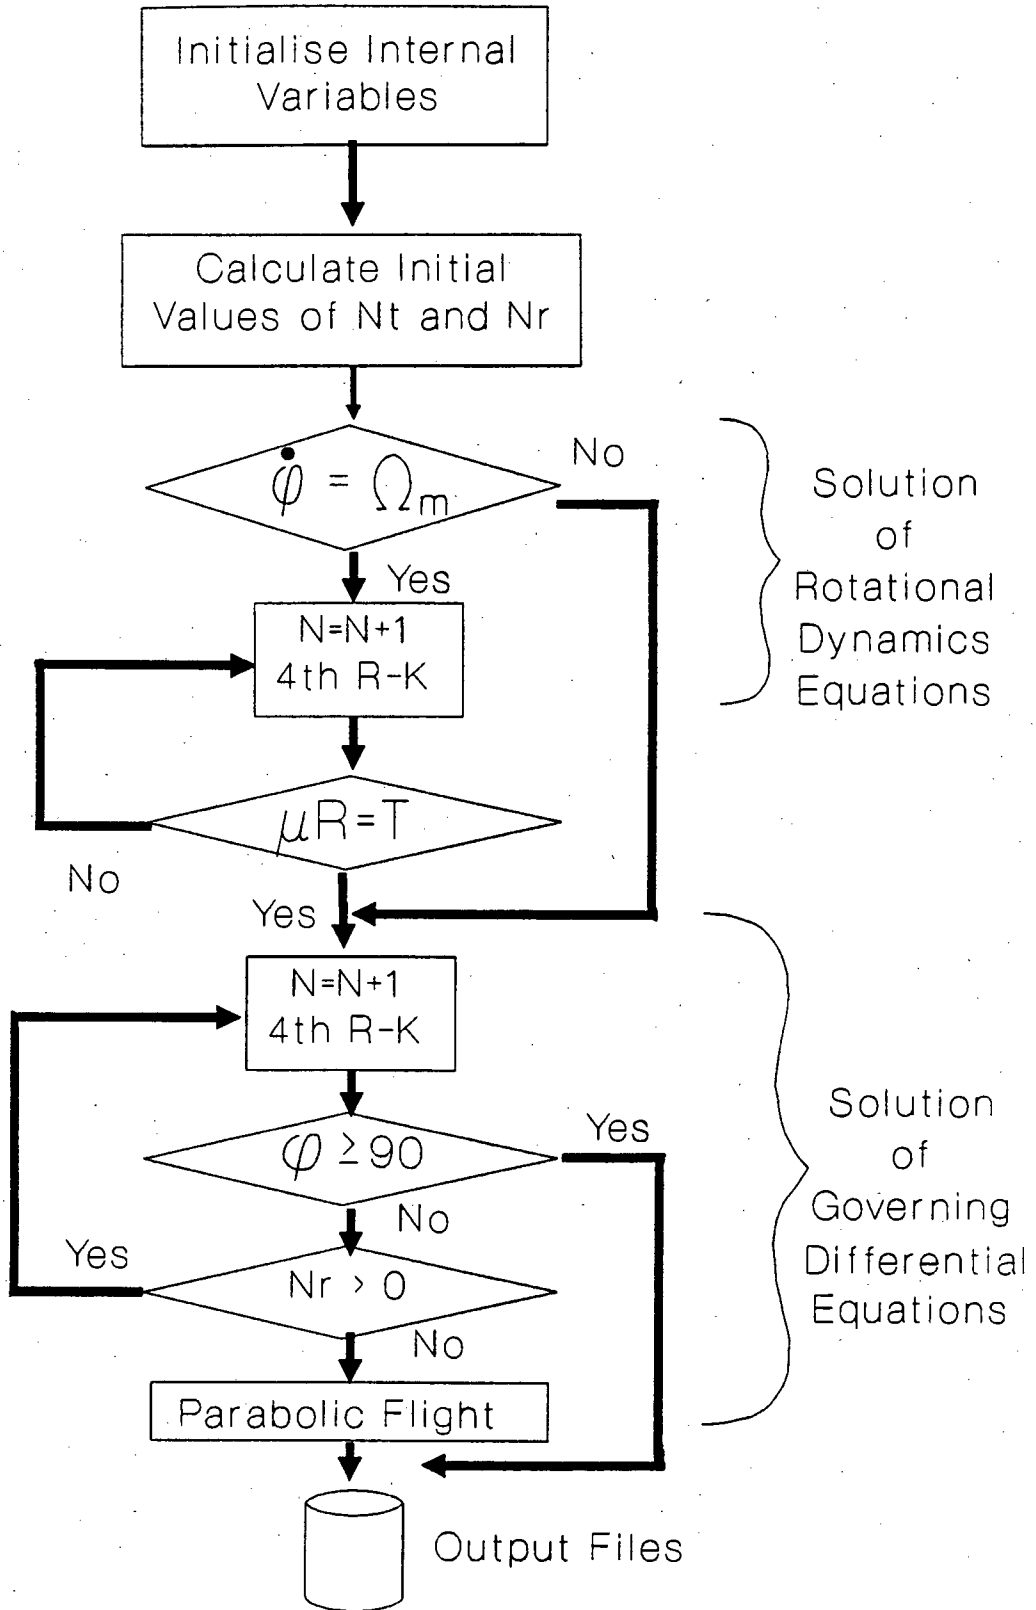 Initialise Internal
Variables
Calculate Initial
Values of Nt and Nr
φ̇ = Ωm
No
Yes
N=N+1
4th R-K
μR=T
No
Yes
Solution
of
Rotational
Dynamics
Equations
N=N+1
4th R-K
φ ≥90
Yes
No
Yes
Nr > 0
No
Parabolic Flight
Solution
of
Governing
Differential
Equations
Output Files